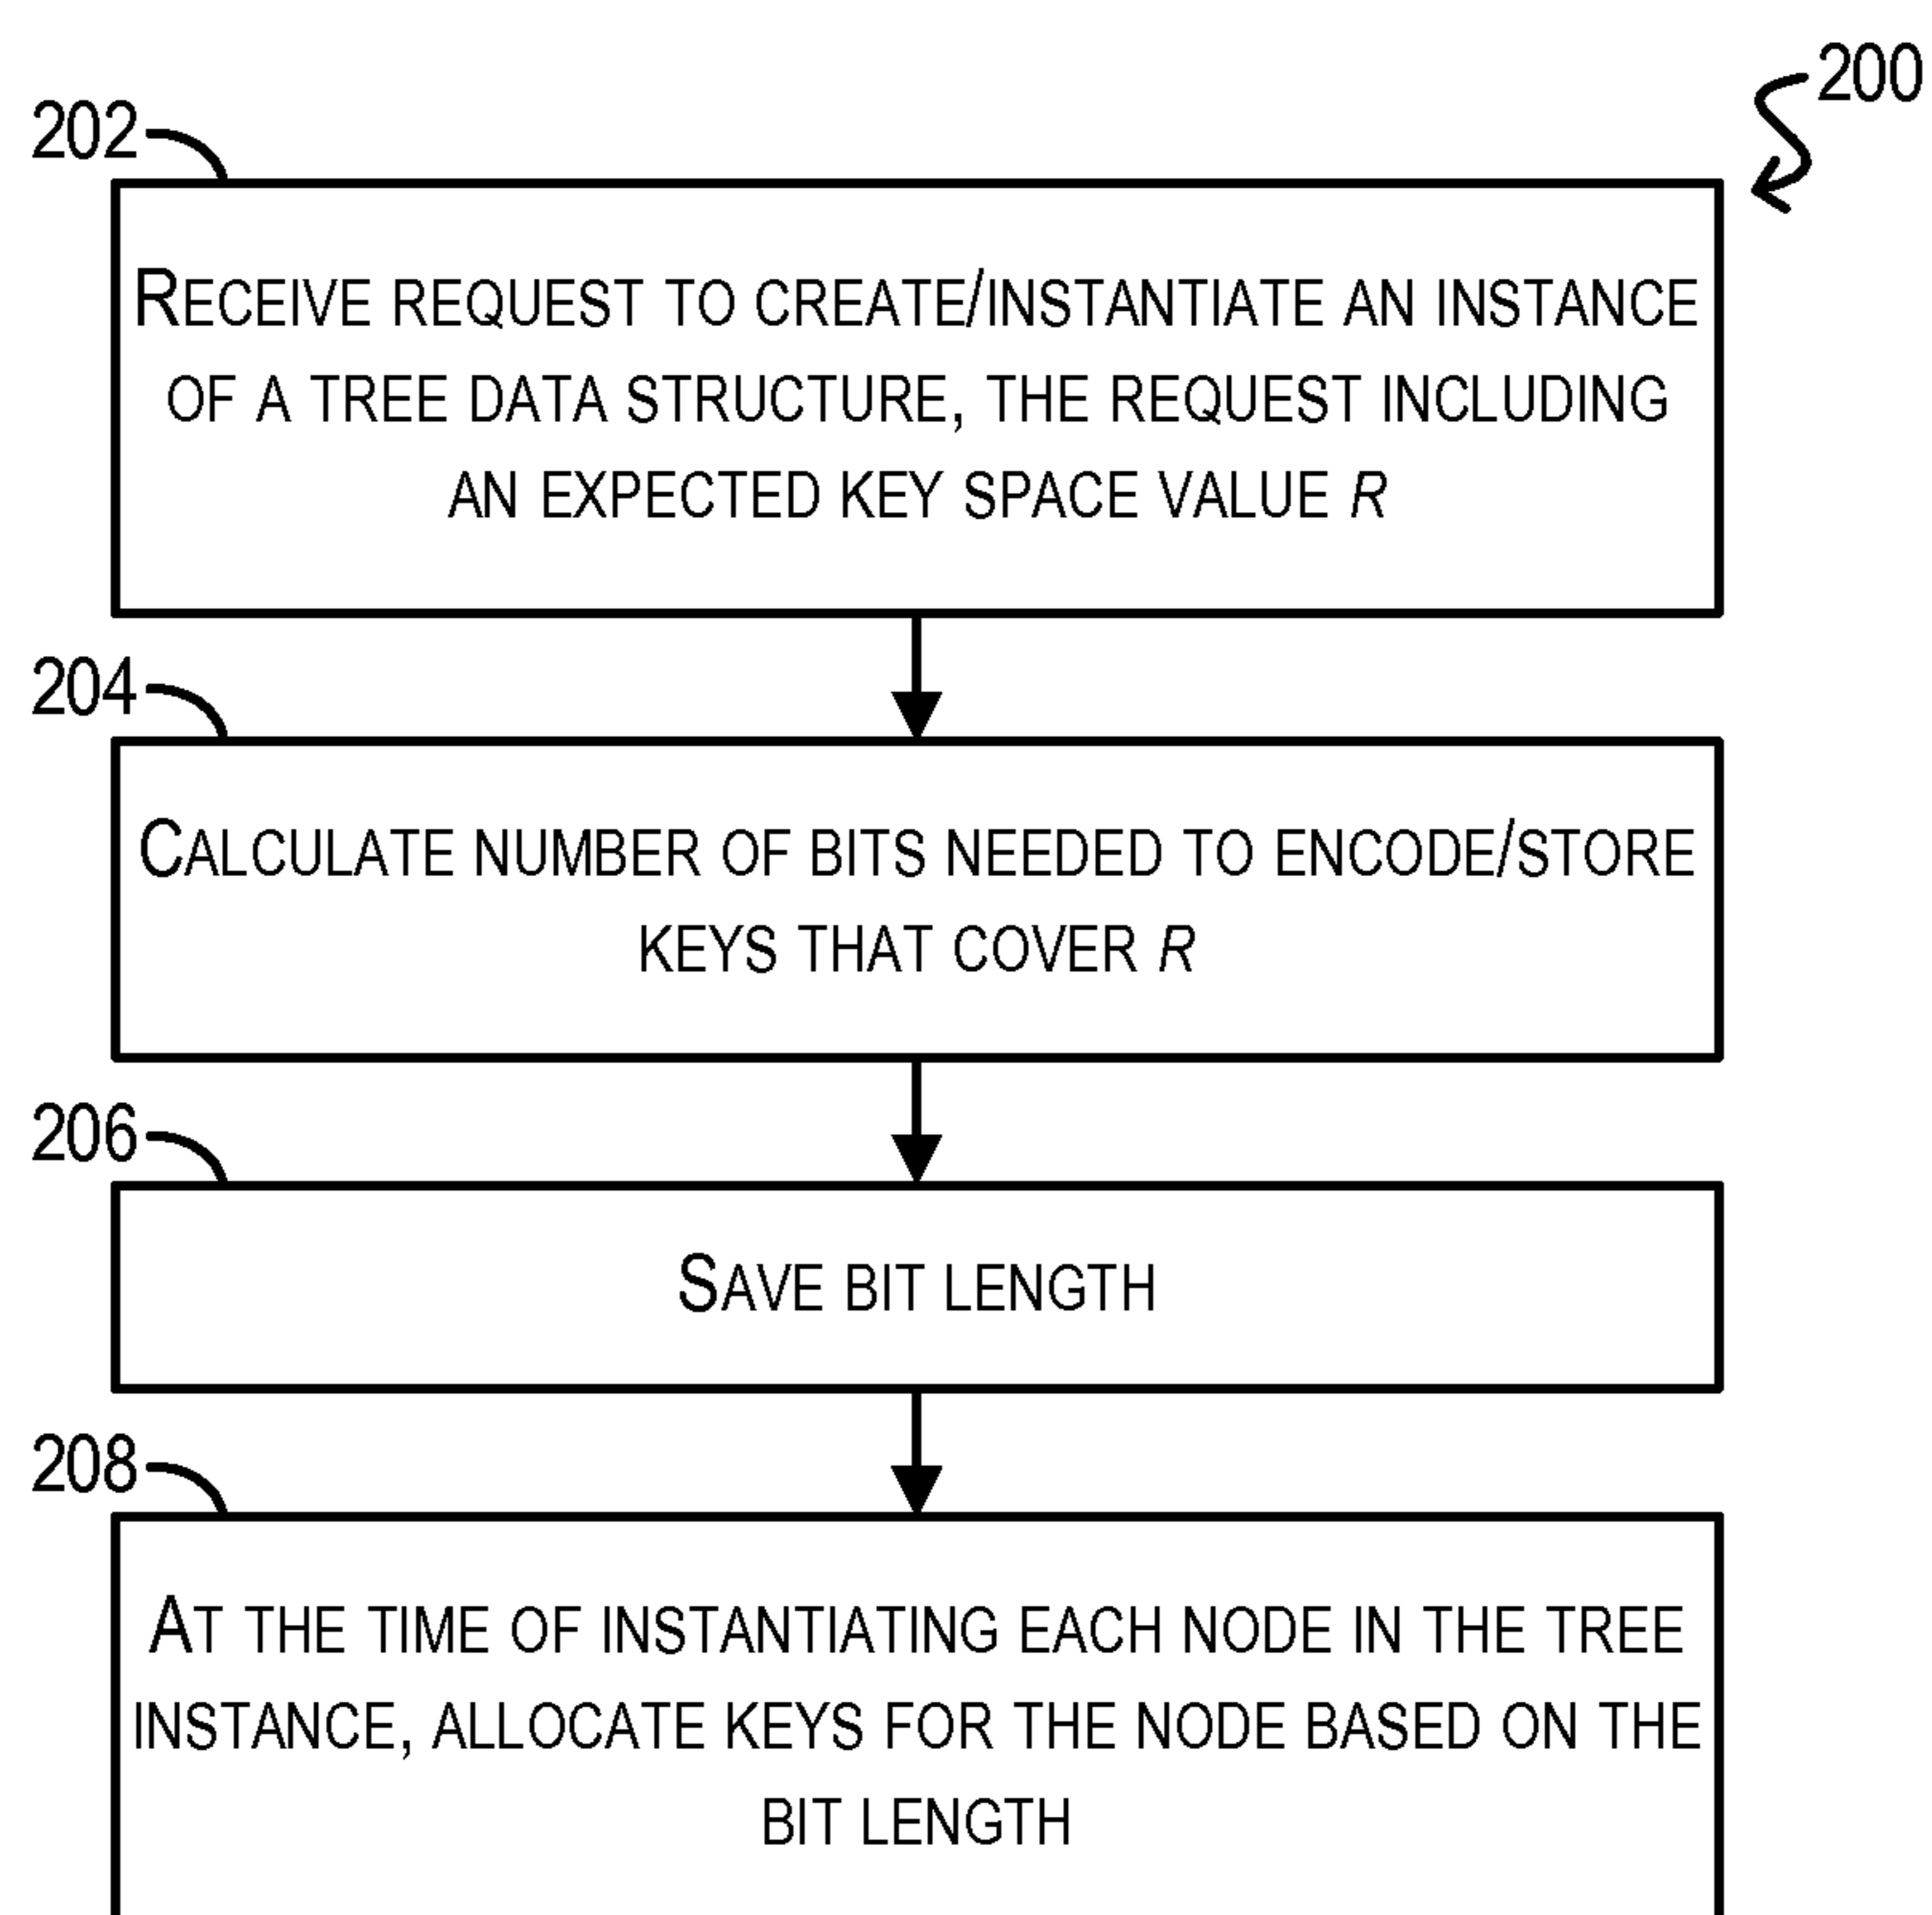 200
202
RECEIVE REQUEST TO CREATE/INSTANTIATE AN INSTANCE
OF A TREE DATA STRUCTURE, THE REQUEST INCLUDING
AN EXPECTED KEY SPACE VALUE R
204
CALCULATE NUMBER OF BITS NEEDED TO ENCODE/STORE
KEYS THAT COVER R
206
SAVE BIT LENGTH
208
AT THE TIME OF INSTANTIATING EACH NODE IN THE TREE
INSTANCE, ALLOCATE KEYS FOR THE NODE BASED ON THE
BIT LENGTH